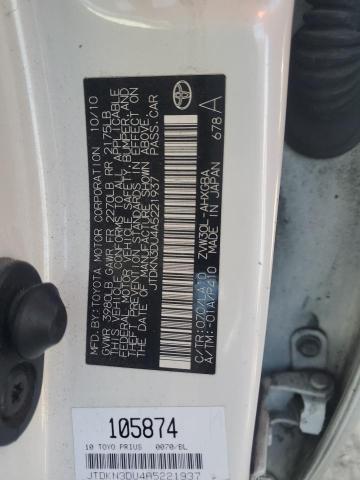 MFD.BY: TOYOTA MOTOR CORPORATION 10/10
GVWR 3980LB GAWR FR 2270LB RR 2175LB
THIS VEHICLE CONFORMS TO ALL APPLICABLE
FEDERAL MOTOR VEHICLE SAFETY, BUMPER, AND
THEFT PREVENTION STANDARDS IN EFFECT ON
THE DATE OF MANUFACTURE SHOWN ABOVE.
JTDKN3DU4A5221937 PASS.CAR
C/TR:070/LA10 ZVW30L-AHXGBA
A/TM:-01A/P410 MADE IN JAPAN
678 A
105874
10 TOYO PRIUS 0070/BL
JTDKN3DU4A5221937